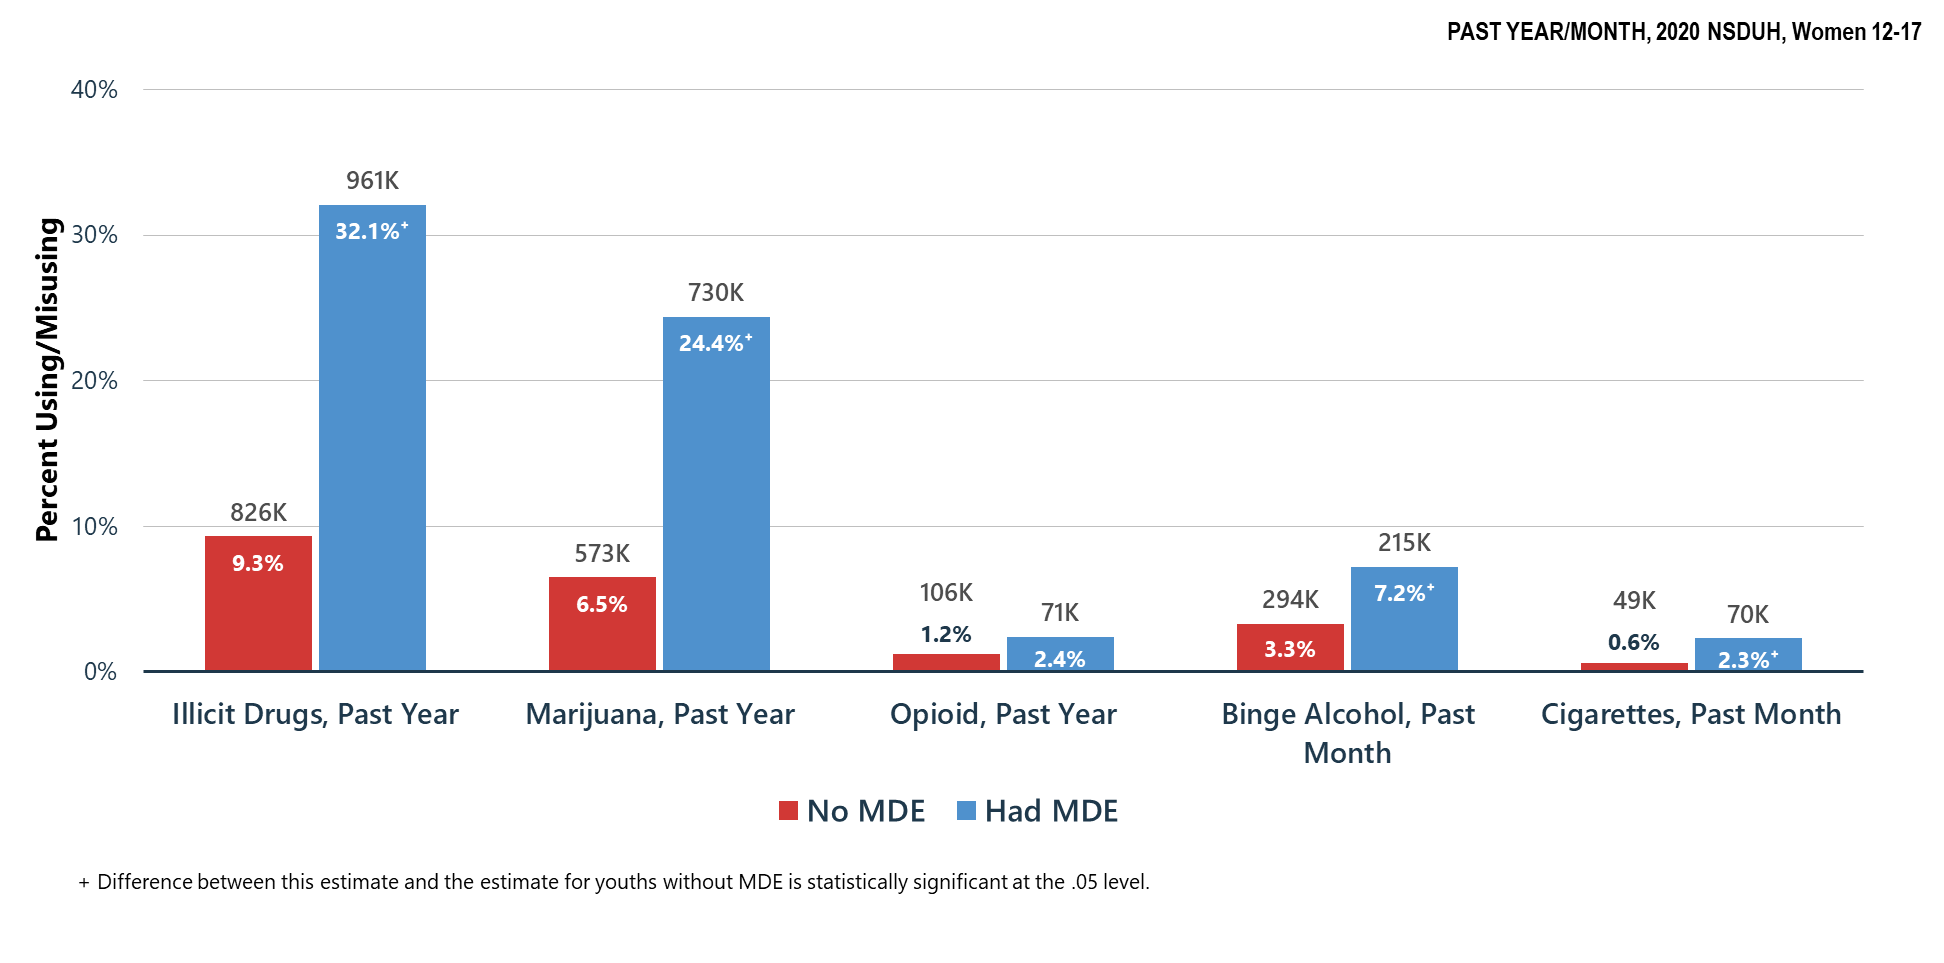 PAST YEAR/MONTH, 2020 NSDUH, Women 12-17
Percent Using/Misusing
40%
30%
20%
10%
0%
826K
9.3%
961K
32.1%+
573K
6.5%
730K
24.4%+
106K
1.2%
71K
2.4%
294K
3.3%
215K
7.2%+
49K
0.6%
70K
2.3%+
Illicit Drugs, Past Year
Marijuana, Past Year
Opioid, Past Year
Binge Alcohol, Past
Month
Cigarettes, Past Month
No MDE
Had MDE
+ Difference between this estimate and the estimate for youths without MDE is statistically significant at the .05 level.